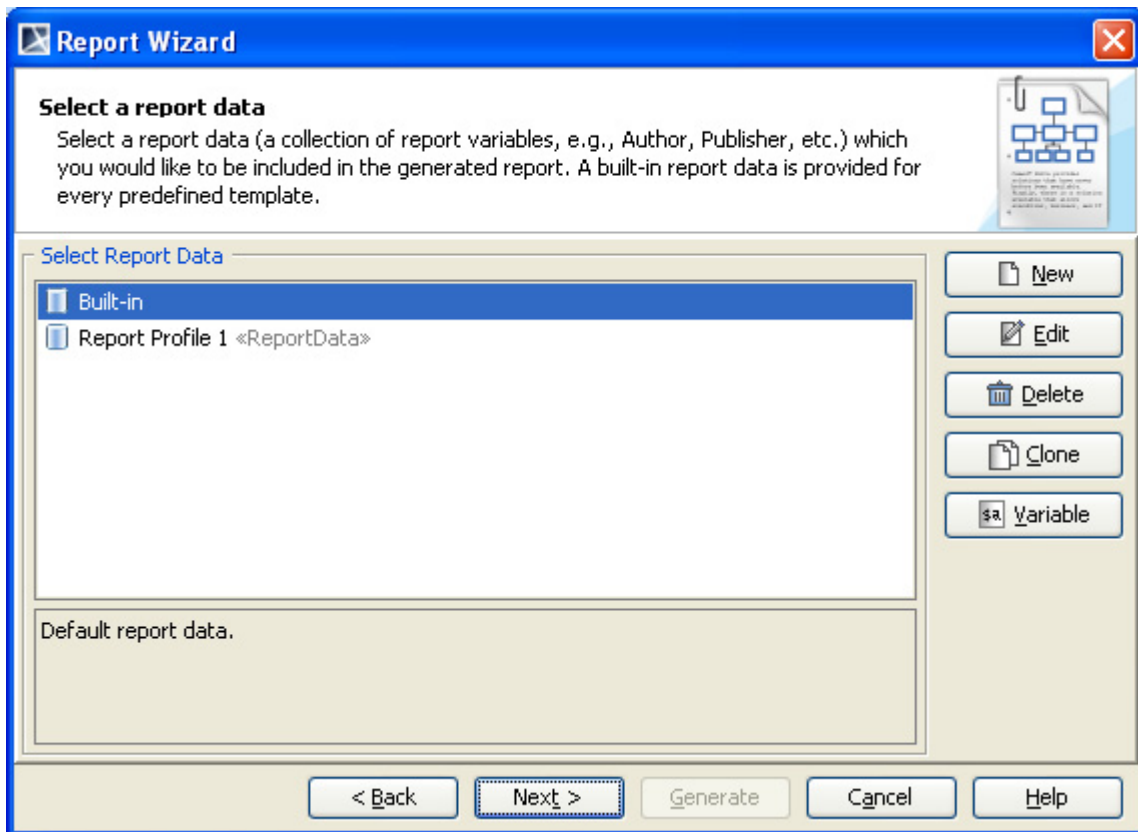 Report Wizard
Select a report data
Select a report data (a collection of report variables, e.g., Author, Publisher, etc.) which
you would like to be included in the generated report. A built-in report data is provided for
every predefined template.
Select Report Data
Built-in
Report Profile 1 «ReportData»
Default report data.
New
Edit
Delete
Clone
$a Variable
< Back
Next >
Generate
Cancel
Help